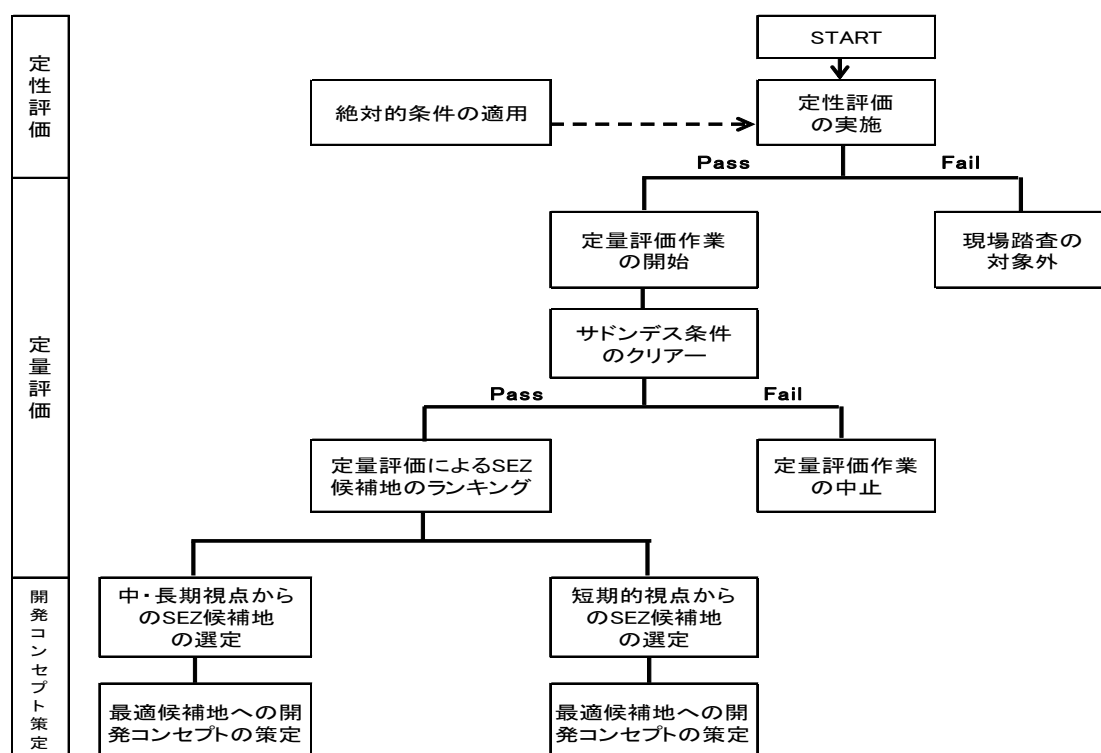 START
定性評価
絶対的条件の適用
定性評価
の実施
Pass
Fail
定量評価
定量評価作業
の開始
現場踏査の
対象外
サドンデス条件
のクリアー
Pass
Fail
定量評価によるSEZ
候補地のランキング
定量評価作業
の中止
開発コンセプト策定
中・長期視点から
のSEZ候補地
の選定
短期的視点から
のSEZ候補地
の選定
最適候補地への開
発コンセプトの策定
最適候補地への開
発コンセプトの策定